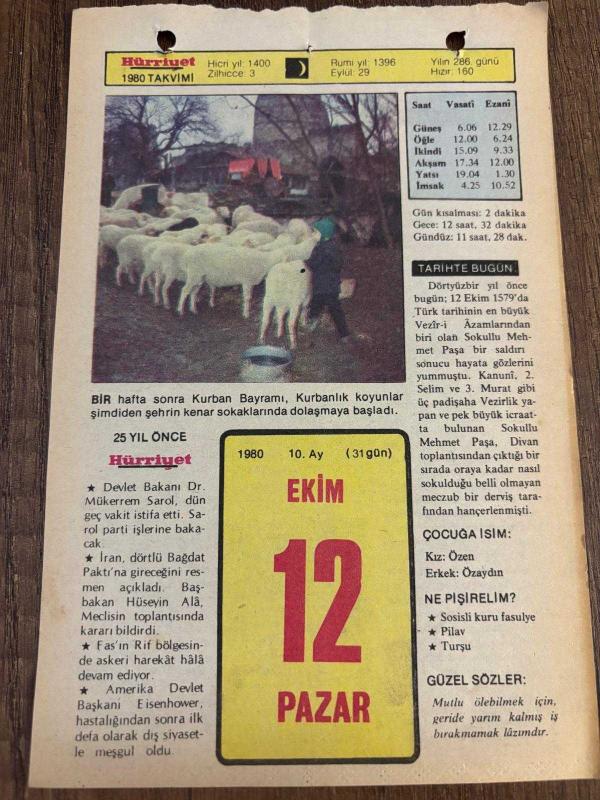 Hürriyet
1980 TAKVİMİ
Hicri yıl: 1400
Zilhicce: 3
Rumi yıl: 1396
Eylül: 29
Yılın 286. günü
Hızır: 160
Saat Vasatî Ezanî
Güneş 6.06 12.29
Öğle 12.00 6.24
İkindi 15.09 9.33
Akşam 17.34 12.00
Yatsı 19.04 1.30
İmsak 4.25 10.52
Gün kısalması: 2 dakika
Gece: 12 saat, 32 dakika
Gündüz: 11 saat, 28 dak.
BİR hafta sonra Kurban Bayramı, Kurbanlık koyunlar
şimdiden şehrin kenar sokaklarında dolaşmaya başladı.
TARİHTE BUGÜN
Dörtyüzbir yıl önce
bugün; 12 Ekim 1579'da
Türk tarihinin en büyük
Vezîr-i Âzamlarından
biri olan Sokullu Meh-
met Paşa bir saldırı
sonucu hayata gözlerini
yummuştu. Kanunî, 2.
Selim ve 3. Murat gibi
üç padişaha Vezirlik ya-
pan ve pek büyük icraat-
ta bulunan Sokullu
Mehmet Paşa, Divan
toplantısından çıktığı bir
sırada oraya kadar nasıl
sokulduğu belli olmayan
meczub bir derviş tara-
fından hançerlenmişti.
25 YIL ÖNCE
Hürriyet
★ Devlet Bakanı Dr.
Mükerrem Sarol, dün
geç vakit istifa etti. Sa-
rol parti işlerine baka-
cak.
★ İran, dörtlü Bağdat
Paktı'na gireceğini res-
men açıkladı. Baş-
bakan Hüseyin Alâ,
Meclisin toplantısında
kararı bildirdi.
★ Fas'ın Rif bölgesin-
de askeri harekât hâlâ
devam ediyor.
★ Amerika Devlet
Başkanı Eisenhower,
hastalığından sonra ilk
defa olarak dış siyaset-
le meşgul oldu.
1980 10. Ay (31 gün)
EKİM
12
PAZAR
ÇOCUĞA İSİM:
Kız: Özen
Erkek: Özaydın
NE PİŞİRELİM?
★ Sosisli kuru fasulye
★ Pilav
★ Turşu
GÜZEL SÖZLER:
Mutlu ölebilmek için,
geride yarım kalmış iş
bırakmamak lâzımdır.